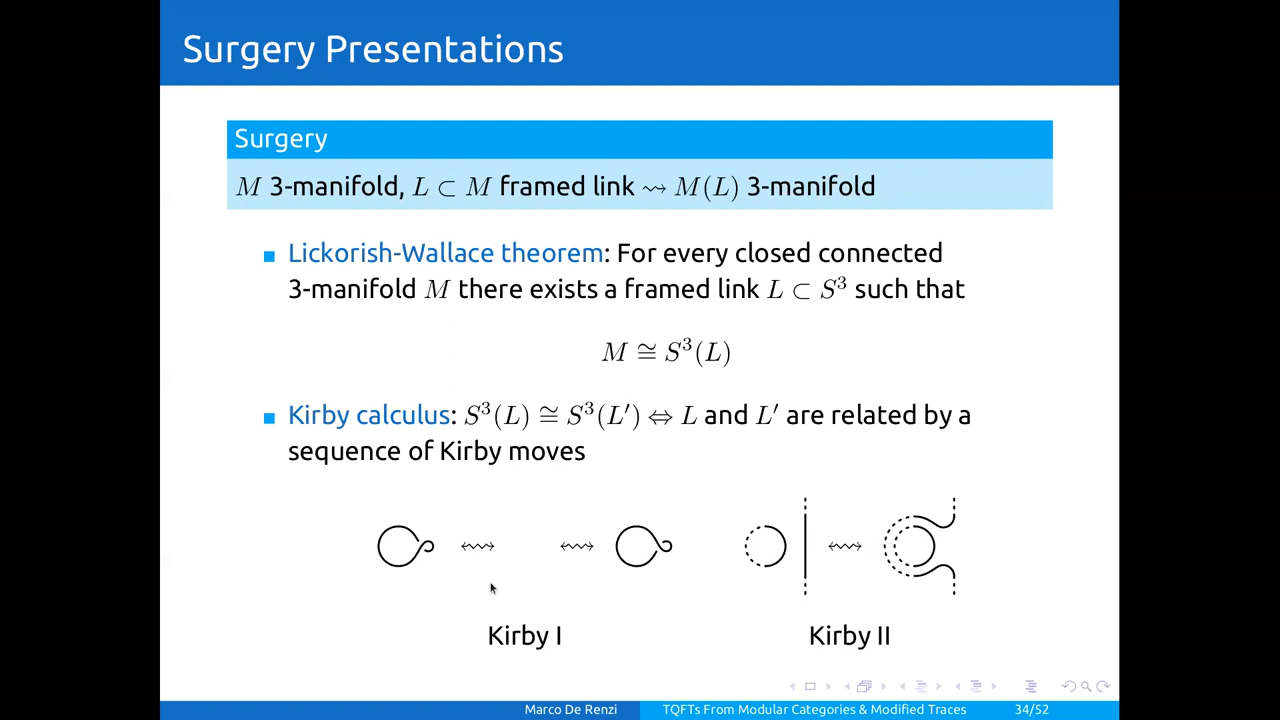 Surgery Presentations
Surgery
M 3-manifold, L ⊂ M framed link ⇝ M(L) 3-manifold
Lickorish-Wallace theorem: For every closed connected
3-manifold M there exists a framed link L ⊂ S³ such that
M ≅ S³(L)
Kirby calculus: S³(L) ≅ S³(L′) ⇔ L and L′ are related by a
sequence of Kirby moves
Kirby I
Kirby II
Marco De Renzi
TQFTs From Modular Categories & Modified Traces
34/52